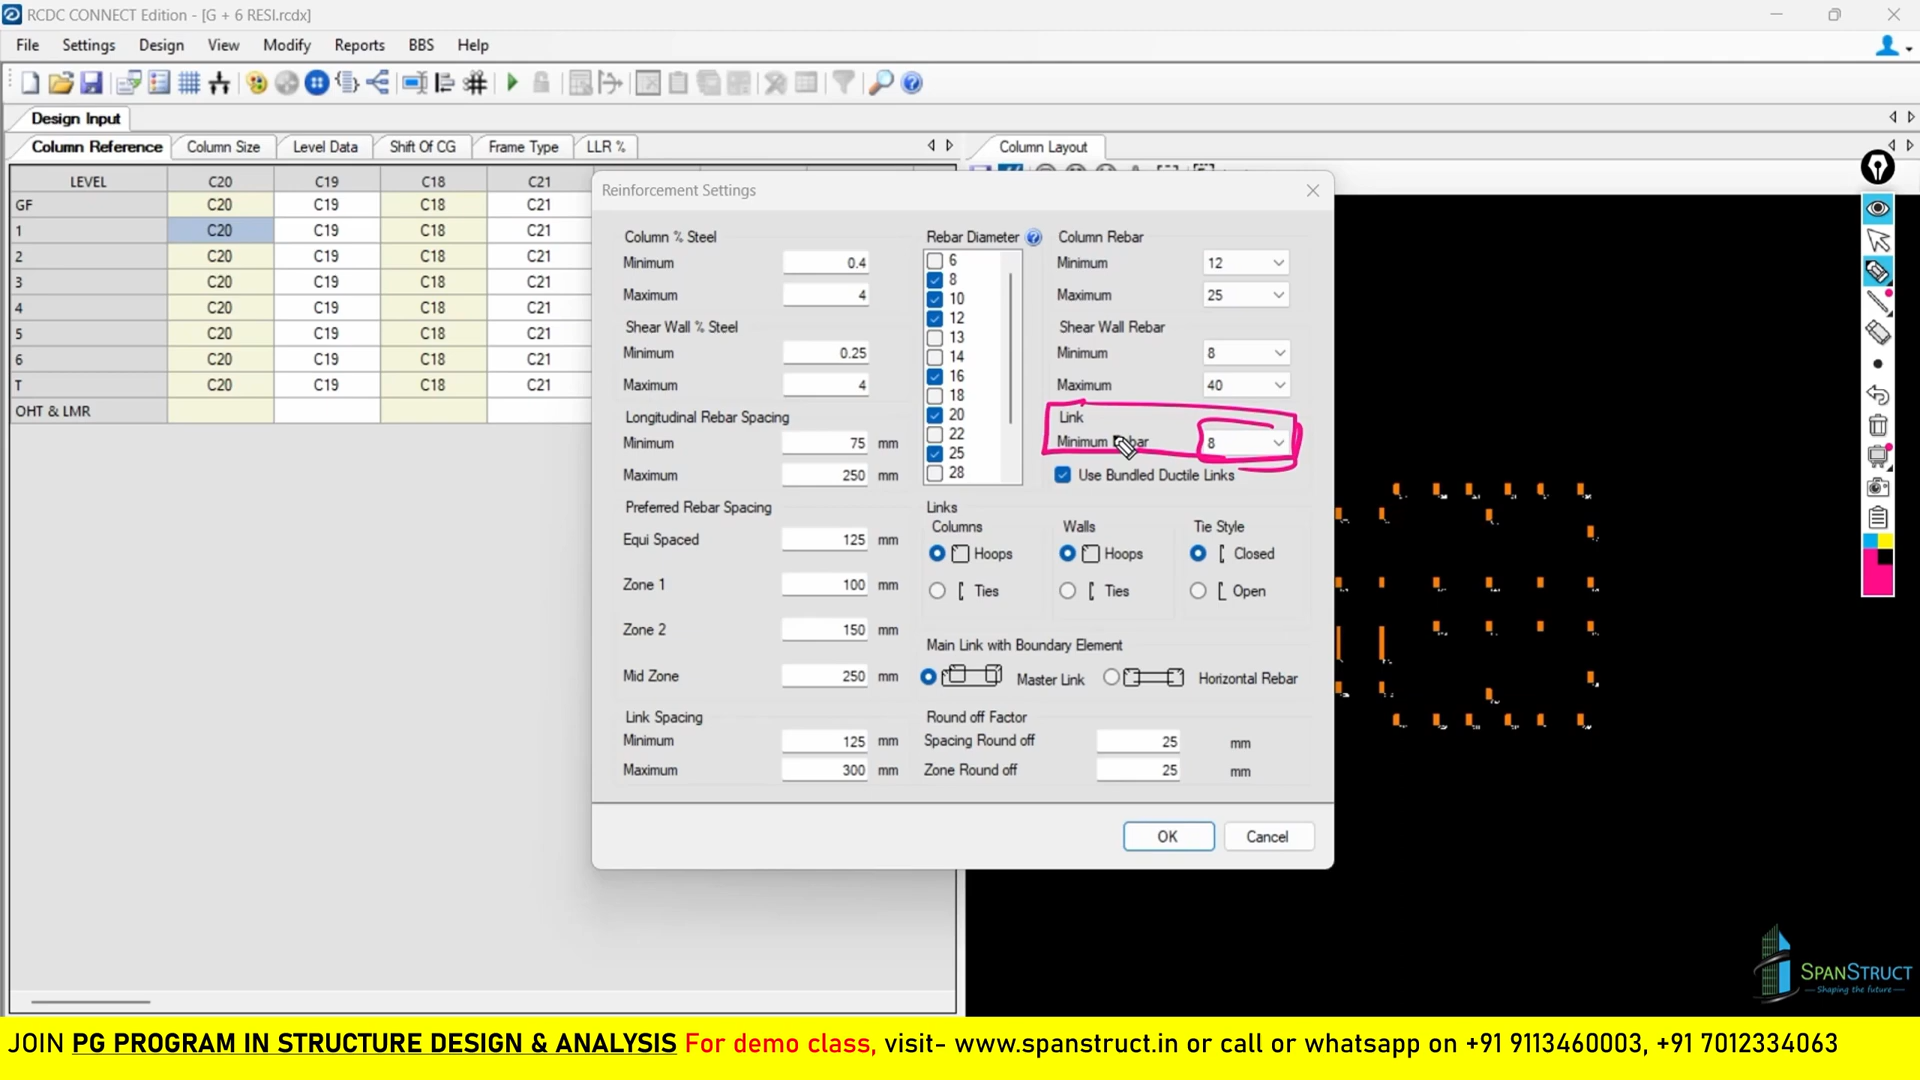 RCDC CONNECT Edition - [G + 6 RESI.rcdx]
File Settings Design View Modify Reports BBS Help
Design Input
Column Reference Column Size Level Data Shift Of CG Frame Type LLR %
Column Layout
LEVEL C20 C19 C18 C21
GF C20 C19 C18 C21
1 C20 C19 C18 C21
2 C20 C19 C18 C21
3 C20 C19 C18 C21
4 C20 C19 C18 C21
5 C20 C19 C18 C21
6 C20 C19 C18 C21
T C20 C19 C18 C21
OHT & LMR
Reinforcement Settings
Column % Steel
Minimum 0.4
Maximum 4
Shear Wall % Steel
Minimum 0.25
Maximum 4
Longitudinal Rebar Spacing
Minimum 75 mm
Maximum 250 mm
Preferred Rebar Spacing
Equi Spaced 125 mm
Zone 1 100 mm
Zone 2 150 mm
Mid Zone 250 mm
Link Spacing
Minimum 125 mm
Maximum 300 mm
Rebar Diameter
6
8
10
12
13
14
16
18
20
22
25
28
Column Rebar
Minimum 12
Maximum 25
Shear Wall Rebar
Minimum 8
Maximum 40
Link
Minimum Rebar 8
Use Bundled Ductile Links
Links
Columns Walls Tie Style
Hoops Hoops Closed
Ties Ties Open
Main Link with Boundary Element
Master Link Horizontal Rebar
Round off Factor
Spacing Round off 25 mm
Zone Round off 25 mm
OK Cancel
SPANSTRUCT
Shaping the future
JOIN PG PROGRAM IN STRUCTURE DESIGN & ANALYSIS For demo class, visit- www.spanstruct.in or call or whatsapp on +91 9113460003, +91 7012334063